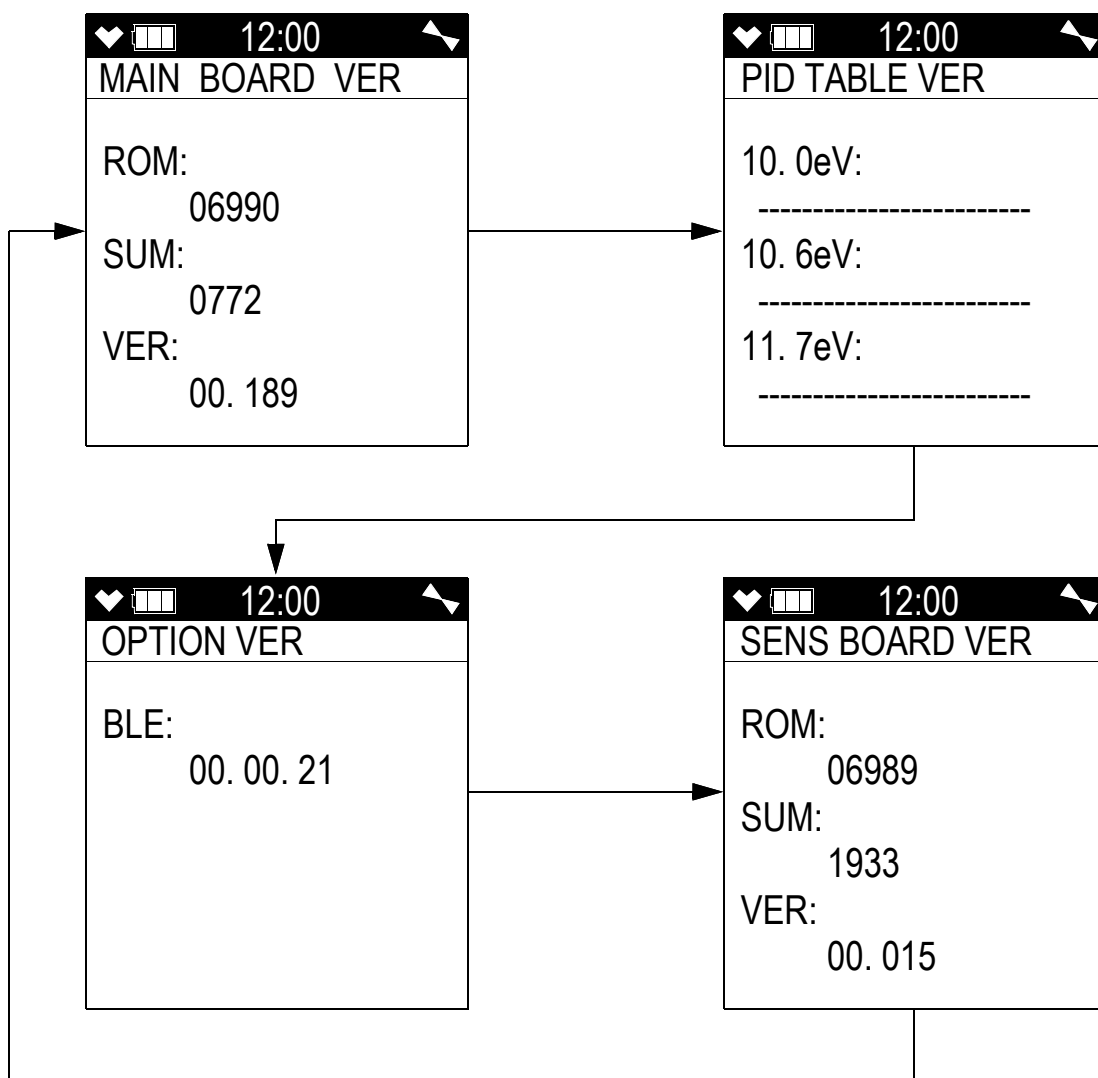 12:00
MAIN BOARD VER
ROM:
06990
SUM:
0772
VER:
00. 189
12:00
PID TABLE VER
10. 0eV:
-------------------------
10. 6eV:
-------------------------
11. 7eV:
-------------------------
12:00
OPTION VER
BLE:
00. 00. 21
12:00
SENS BOARD VER
ROM:
06989
SUM:
1933
VER:
00. 015